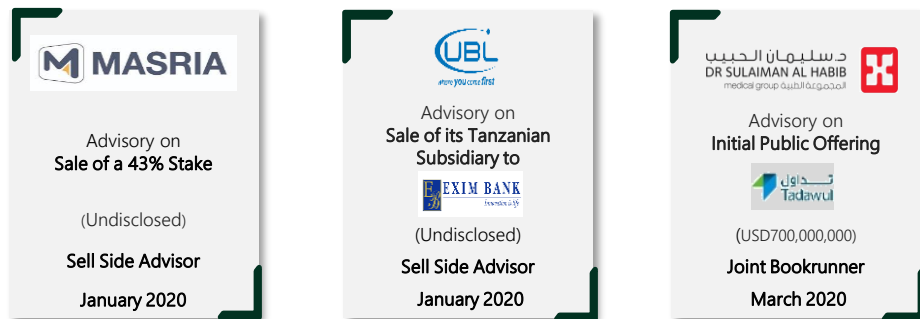 MASRIA
Advisory on
Sale of a 43% Stake
(Undisclosed)
Sell Side Advisor
January 2020
UBL
where you come first
Advisory on
Sale of its Tanzanian
Subsidiary to
EXIM BANK
Innovation is life
(Undisclosed)
Sell Side Advisor
January 2020
د. سليمان الحبيب
DR SULAIMAN AL HABIB
medical group المجموعة الطبية
Advisory on
Initial Public Offering
تداول
Tadawul
(USD700,000,000)
Joint Bookrunner
March 2020